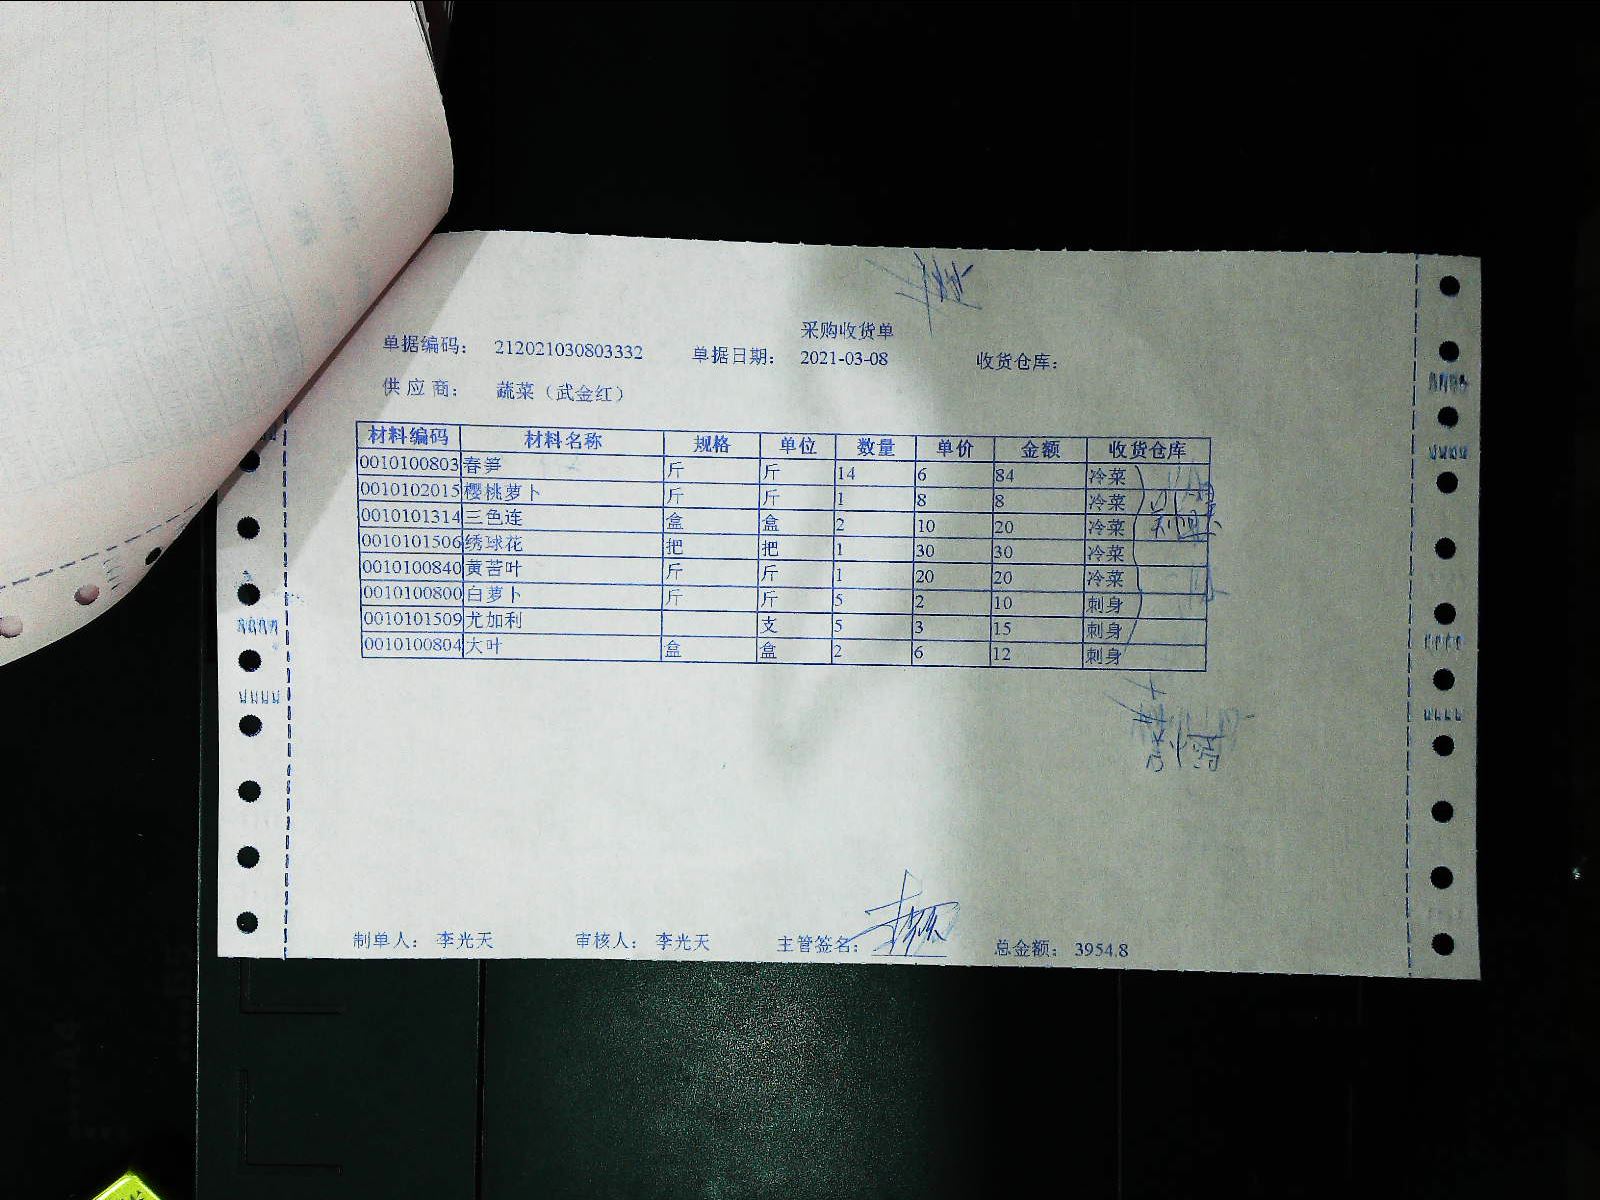 采购收货单
单据编码: 212021030803332 单据日期: 2021-03-08 收货仓库:
供应商: 蔬菜（武金红）
材料编码 材料名称 规格 单位 数量 单价 金额 收货仓库
0010100803 春笋 斤 斤 14 6 84 冷菜
0010102015 樱桃萝卜 斤 斤 1 8 8 冷菜
0010101314 三色连 盒 盒 2 10 20 冷菜
0010101506 绣球花 把 把 1 30 30 冷菜
0010100840 黄苦叶 斤 斤 1 20 20 冷菜
0010100800 白萝卜 斤 斤 5 2 10 刺身
0010101509 尤加利 支 5 3 15 刺身
0010100804 大叶 盒 盒 2 6 12 刺身
制单人: 李光天 审核人: 李光天 主管签名: 总金额: 3954.8